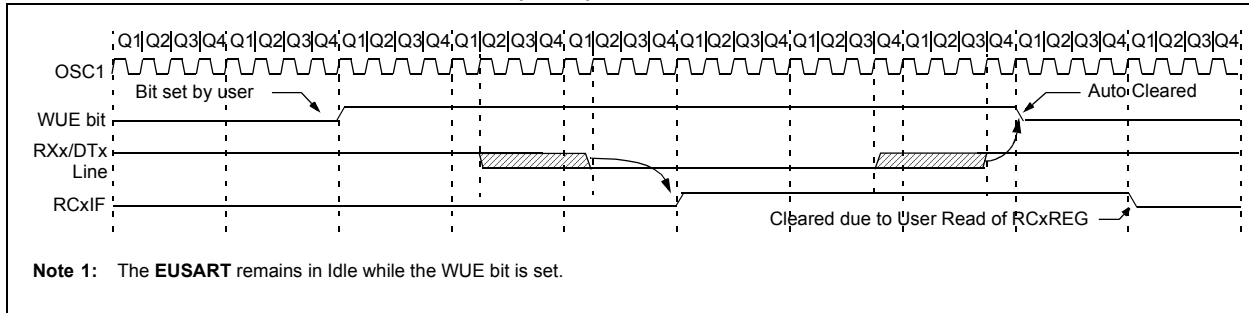 Q1 Q2 Q3 Q4 Q1 Q2 Q3 Q4 Q1 Q2 Q3 Q4 Q1 Q2 Q3 Q4 Q1 Q2 Q3 Q4 Q1 Q2 Q3 Q4 Q1 Q2 Q3 Q4 Q1 Q2 Q3 Q4 Q1 Q2 Q3 Q4 Q1 Q2 Q3 Q4
OSC1
Bit set by user
Auto Cleared
WUE bit
RXx/DTx
Line
RCxIF
Cleared due to User Read of RCxREG
Note 1: The EUSART remains in Idle while the WUE bit is set.